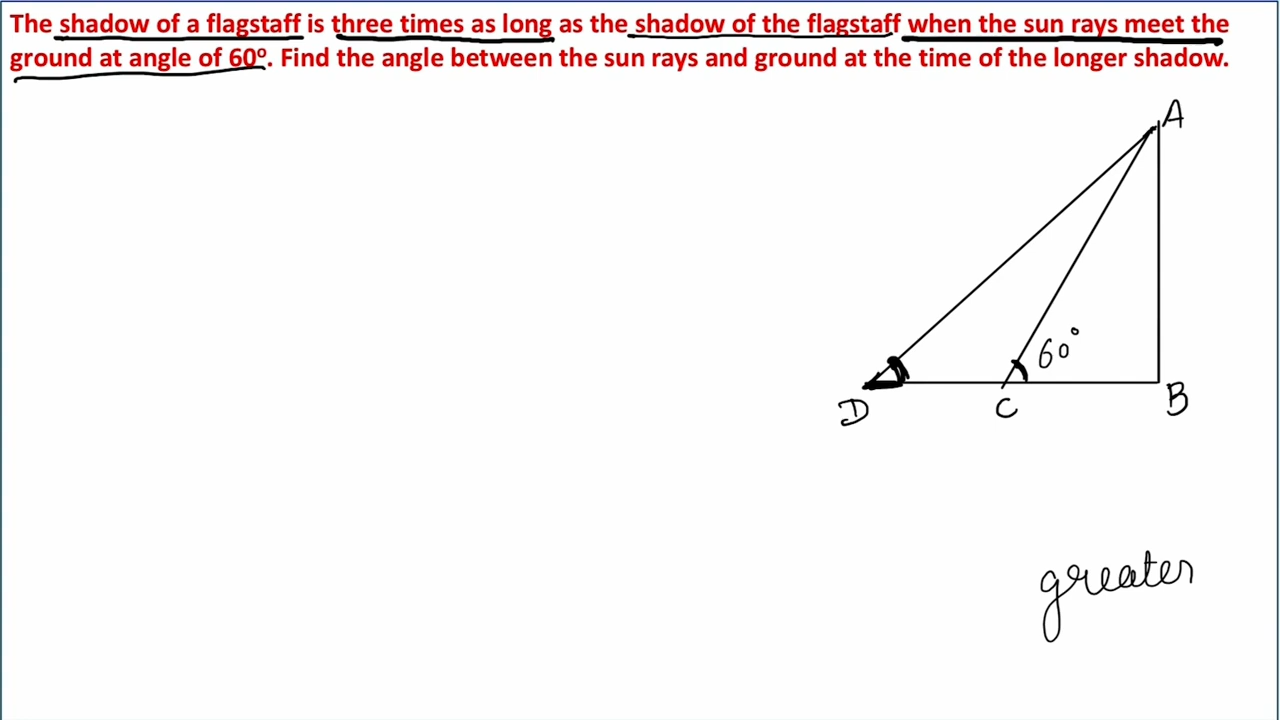 The shadow of a flagstaff is three times as long as the shadow of the flagstaff when the sun rays meet the
ground at angle of 60°. Find the angle between the sun rays and ground at the time of the longer shadow.
A
60°
D
C
B
greater